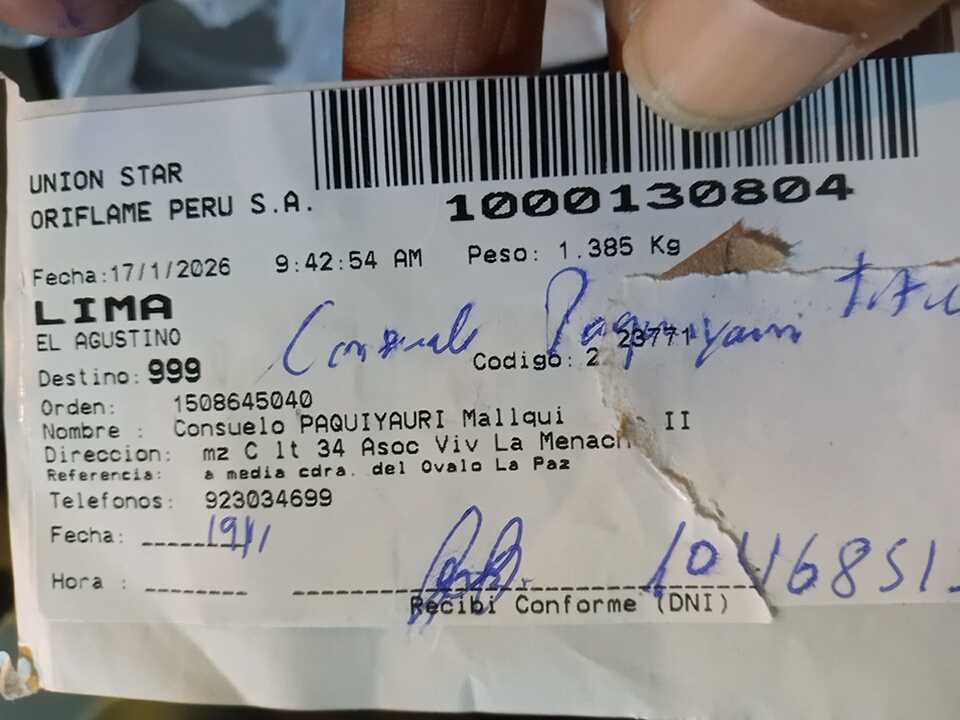 UNION STAR
ORIFLAME PERU S.A.
1000130804
Fecha:17/1/2026 9:42:54 AM Peso: 1.385 Kg
LIMA
EL AGUSTINO
Consuelo Paquiyauri
Codigo: 2 23771
Destino: 999
Orden: 1508645040
Nombre : Consuelo PAQUIYAURI Mallqui
Direccion: mz C lt 34 Asoc Viv La Menach II
Referencia: a media cdra. del Ovalo La Paz
Telefonos: 923034699
Fecha: 19/1
Hora :
1046851
Recibi Conforme (DNI)